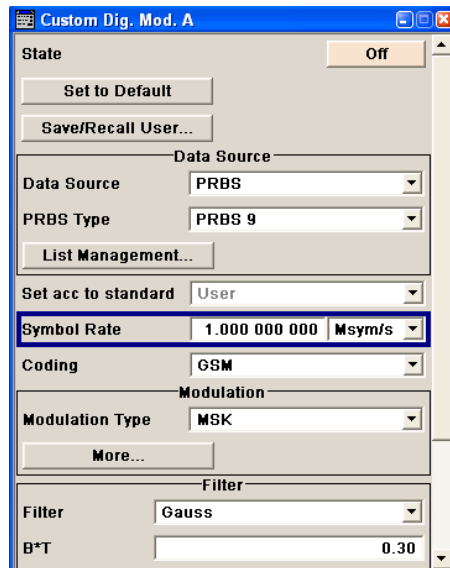 Custom Dig. Mod. A
State Off
Set to Default
Save/Recall User...
Data Source
Data Source PRBS
PRBS Type PRBS 9
List Management...
Set acc to standard User
Symbol Rate 1.000 000 000 Msym/s
Coding GSM
Modulation
Modulation Type MSK
More...
Filter
Filter Gauss
B*T 0.30